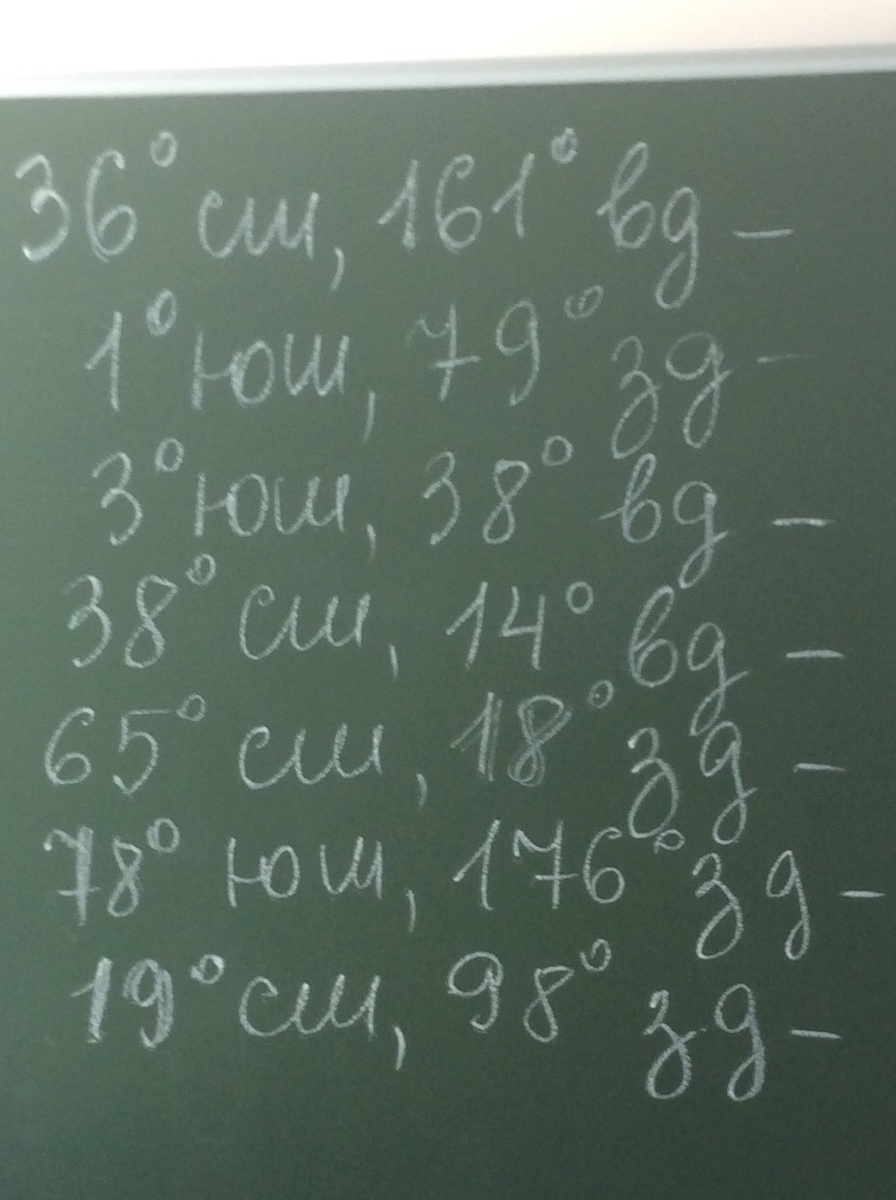 36° сш, 161° вд –
1° юш, 79° зд –
3° юш, 38° вд –
38° сш, 14° вд –
65° сш, 18° зд –
78° юш, 176° зд –
19° сш, 98° зд –